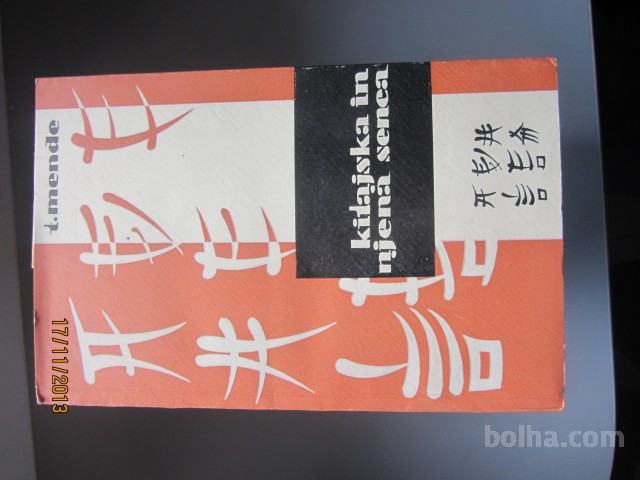 t. mende
kitajska in
njena senca
17/11/2013
bolha.com